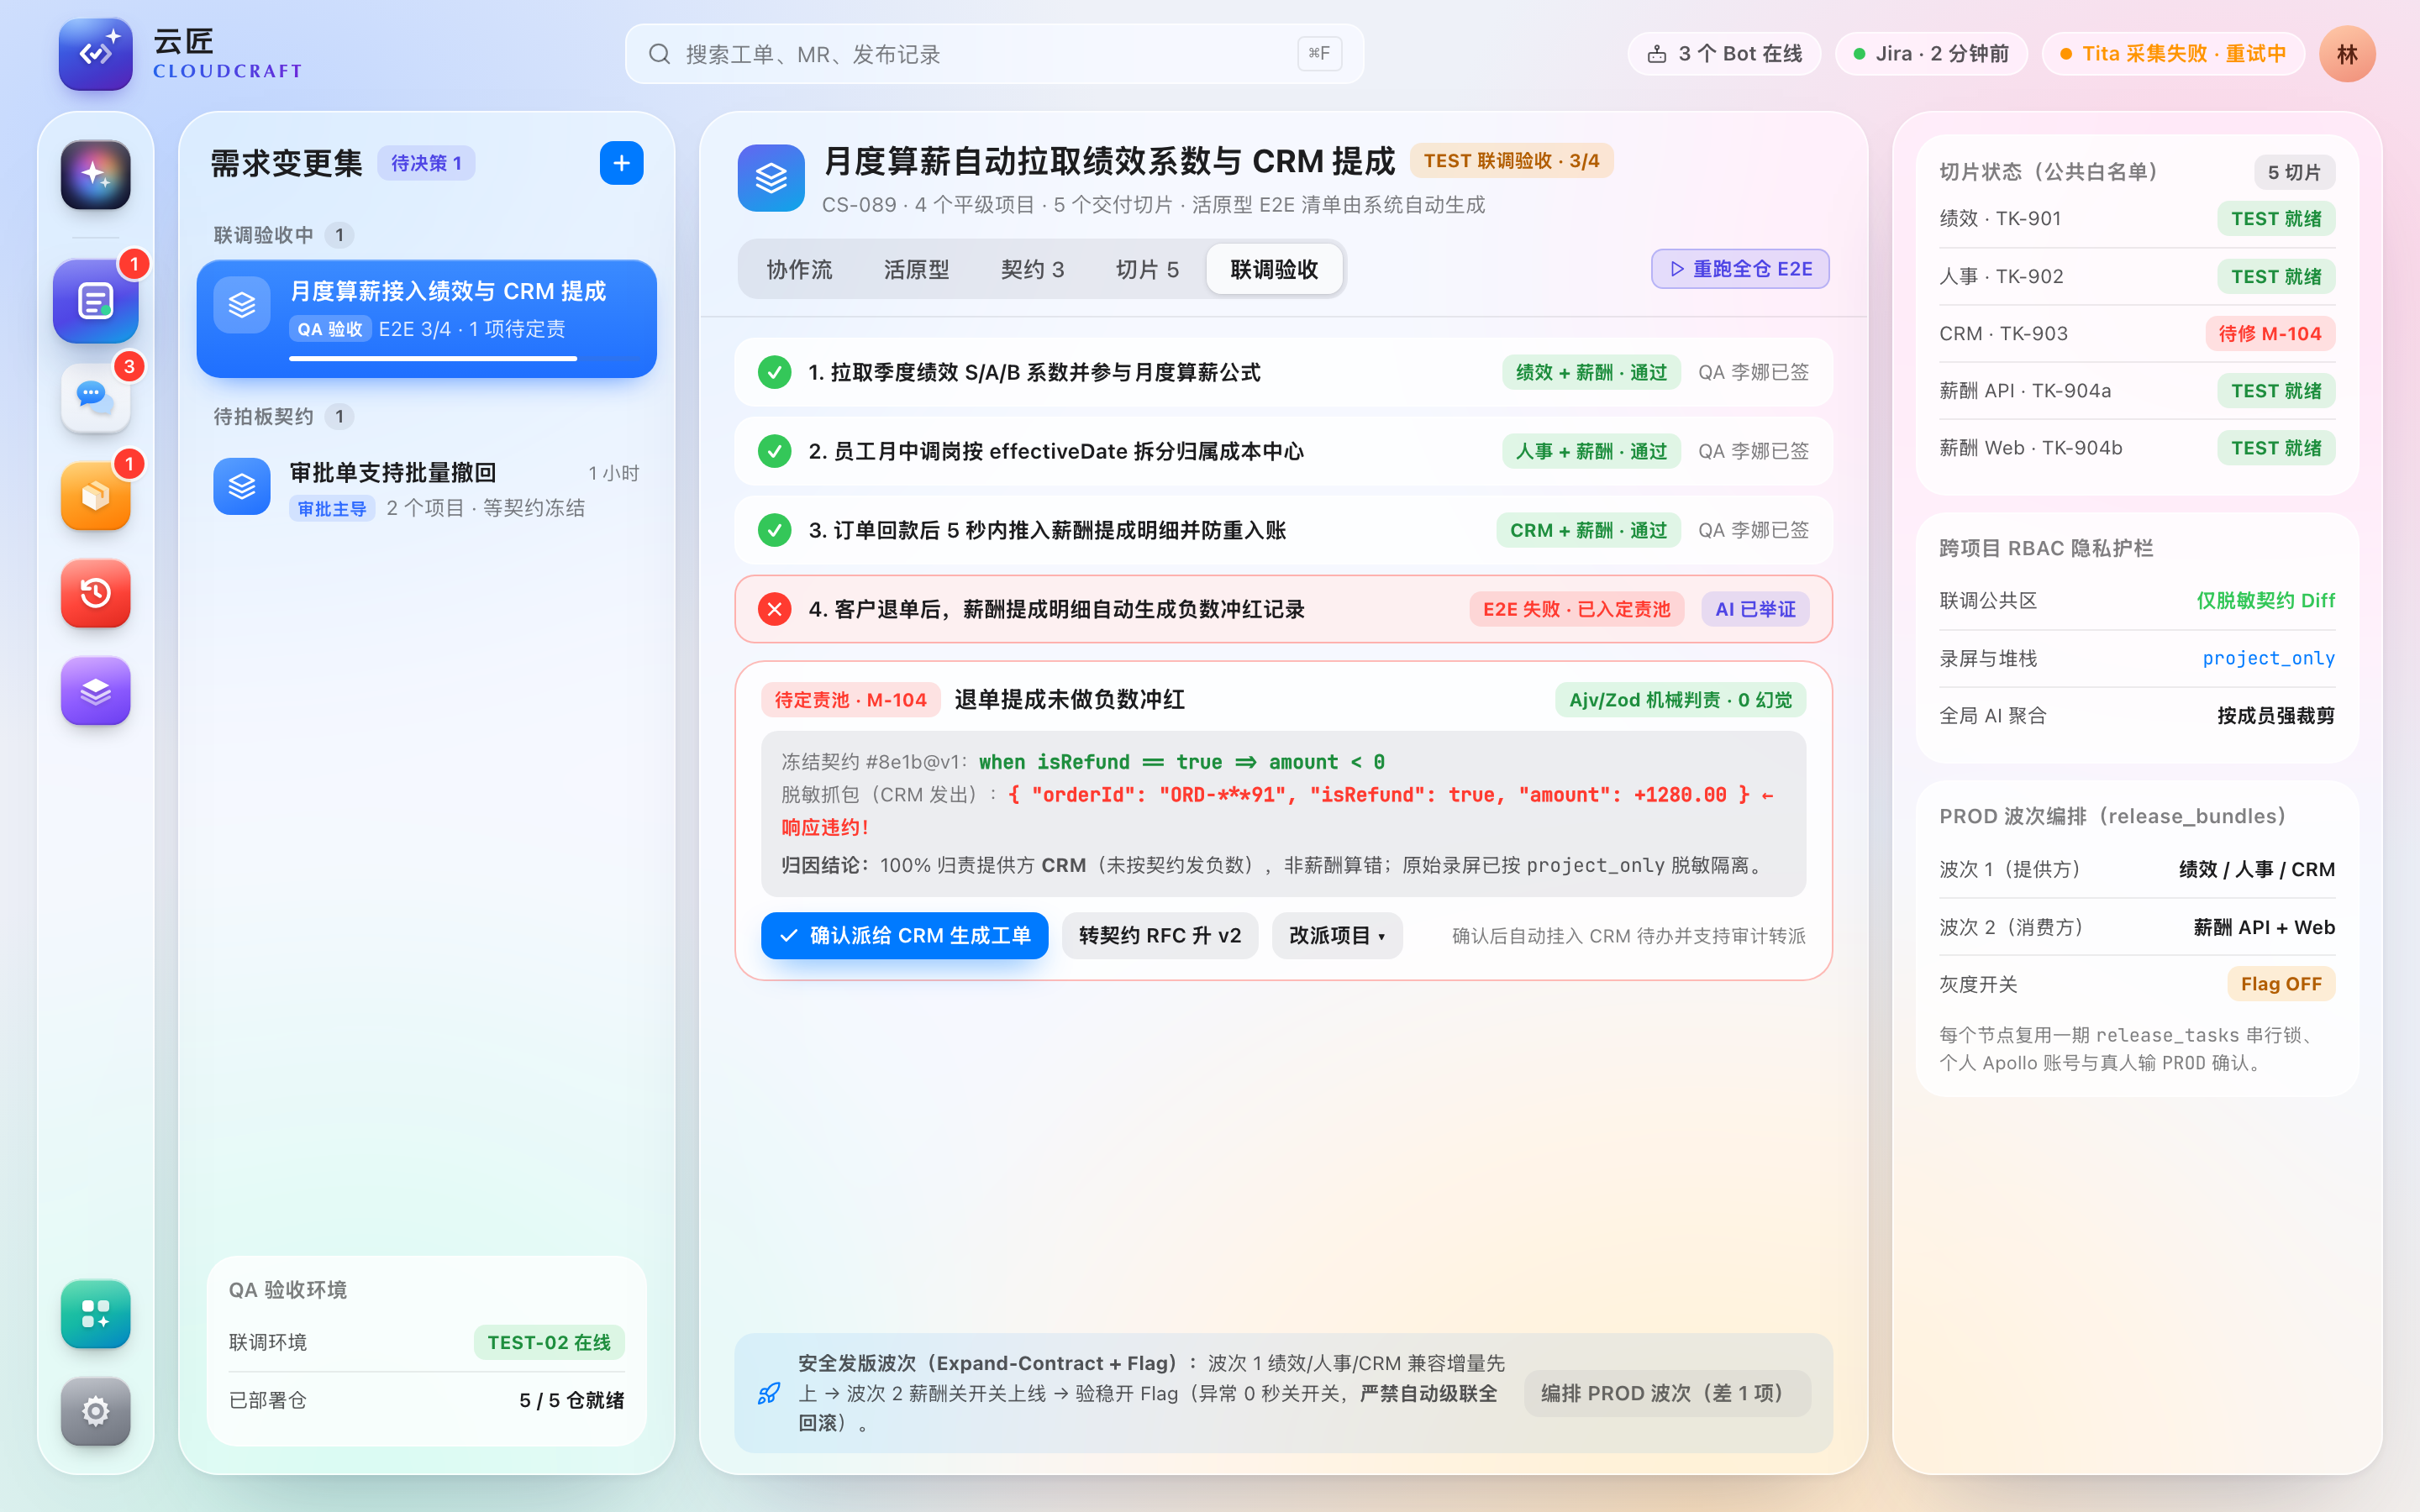 云匠
CLOUDCRAFT
搜索工单、MR、发布记录
⌘F
3 个 Bot 在线
Jira · 2 分钟前
Tita 采集失败 · 重试中
林
1
3
1
需求变更集
待决策 1
联调验收中 1
月度算薪接入绩效与 CRM 提成
QA 验收 E2E 3/4 · 1 项待定责
待拍板契约 1
审批单支持批量撤回
1 小时
审批主导 2 个项目 · 等契约冻结
QA 验收环境
联调环境
TEST-02 在线
已部署仓
5 / 5 仓就绪
月度算薪自动拉取绩效系数与 CRM 提成
TEST 联调验收 · 3/4
CS-089 · 4 个平级项目 · 5 个交付切片 · 活原型 E2E 清单由系统自动生成
协作流
活原型
契约 3
切片 5
联调验收
重跑全仓 E2E
1. 拉取季度绩效 S/A/B 系数并参与月度算薪公式
绩效 + 薪酬 · 通过
QA 李娜已签
2. 员工月中调岗按 effectiveDate 拆分归属成本中心
人事 + 薪酬 · 通过
QA 李娜已签
3. 订单回款后 5 秒内推入薪酬提成明细并防重入账
CRM + 薪酬 · 通过
QA 李娜已签
4. 客户退单后，薪酬提成明细自动生成负数冲红记录
E2E 失败 · 已入定责池
AI 已举证
待定责池 · M-104
退单提成未做负数冲红
Ajv/Zod 机械判责 · 0 幻觉
冻结契约 #8e1b@v1: when isRefund == true => amount < 0
脱敏抓包（CRM 发出）: { "orderId": "ORD-***91", "isRefund": true, "amount": +1280.00 } ←
响应违约!
归因结论：100% 归责提供方 CRM（未按契约发负数），非薪酬算错；原始录屏已按 project_only 脱敏隔离。
确认派给 CRM 生成工单
转契约 RFC 升 v2
改派项目 ▾
确认后自动挂入 CRM 待办并支持审计转派
安全发版波次（Expand-Contract + Flag）: 波次 1 绩效/人事/CRM 兼容增量先
上 → 波次 2 薪酬关开关上线 → 验稳开 Flag（异常 0 秒关开关，严禁自动级联全
回滚）。
编排 PROD 波次（差 1 项）
切片状态（公共白名单）
5 切片
绩效 · TK-901
TEST 就绪
人事 · TK-902
TEST 就绪
CRM · TK-903
待修 M-104
薪酬 API · TK-904a
TEST 就绪
薪酬 Web · TK-904b
TEST 就绪
跨项目 RBAC 隐私护栏
联调公共区
仅脱敏契约 Diff
录屏与堆栈
project_only
全局 AI 聚合
按成员强裁剪
PROD 波次编排（release_bundles）
波次 1（提供方）
绩效 / 人事 / CRM
波次 2（消费方）
薪酬 API + Web
灰度开关
Flag OFF
每个节点复用一期 release_tasks 串行锁、
个人 Apollo 账号与真人输 PROD 确认。